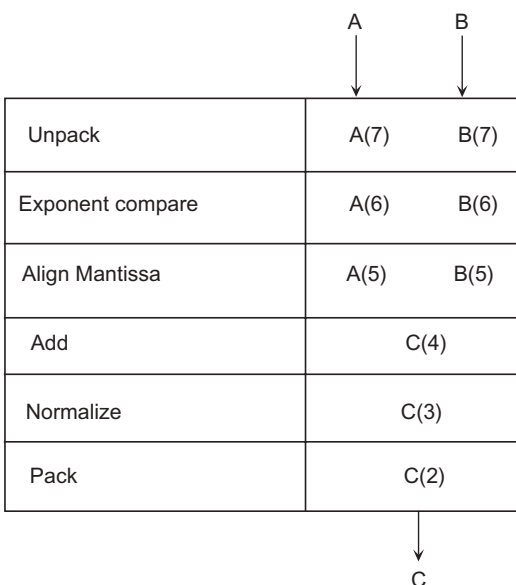 A B
Unpack A(7) B(7)
Exponent compare A(6) B(6)
Align Mantissa A(5) B(5)
Add C(4)
Normalize C(3)
Pack C(2)
C